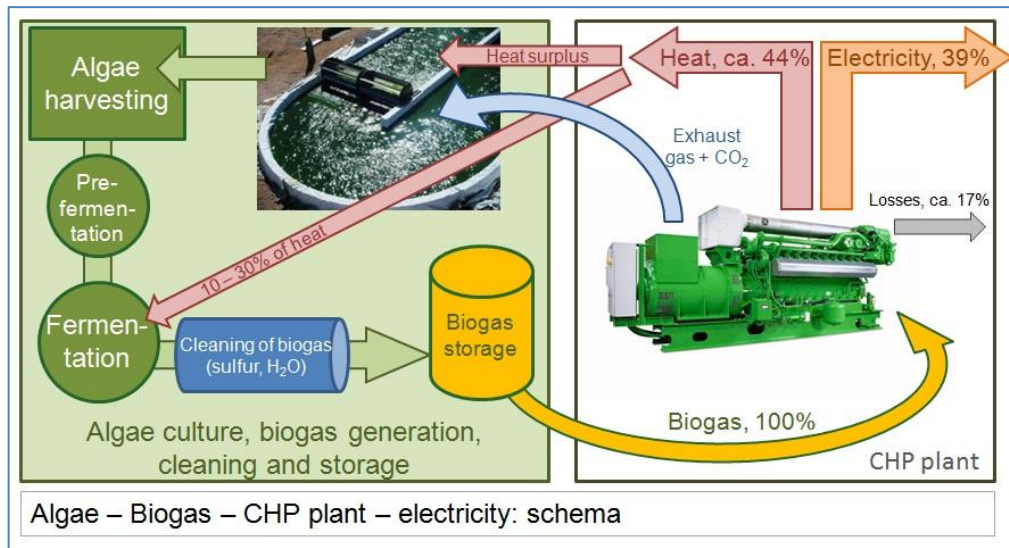 Algae
harvesting
Heat surplus
Heat, ca. 44%
Electricity, 39%
Exhaust
gas + CO₂
Pre-
fermen-
tation
Losses, ca. 17%
10 – 30% of heat
Fermen-
tation
Cleaning of biogas
(sulfur, H₂O)
Biogas
storage
Biogas, 100%
Algae culture, biogas generation,
cleaning and storage
CHP plant
Algae – Biogas – CHP plant – electricity: schema